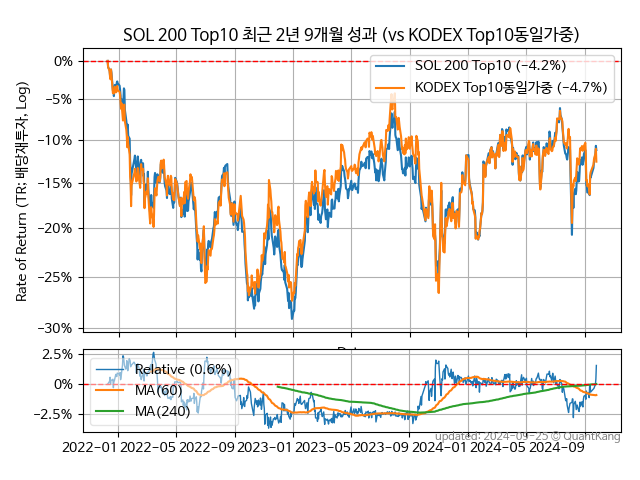 SOL 200 Top10 최근 2년 9개월 성과 (vs KODEX Top10동일가중)
SOL 200 Top10 (−4.2%)
KODEX Top10동일가중 (−4.7%)
Rate of Return (TR: 배당재투자, Log)
0%
−5%
−10%
−15%
−20%
−25%
−30%
2.5%
0%
−2.5%
Relative (0.6%)
MA(60)
MA(240)
updated: 2024−09−25 © QuantKang
2022−01 2022−05 2022−09 2023−01 2023−05 2023−09 2024−01 2024−05 2024−09